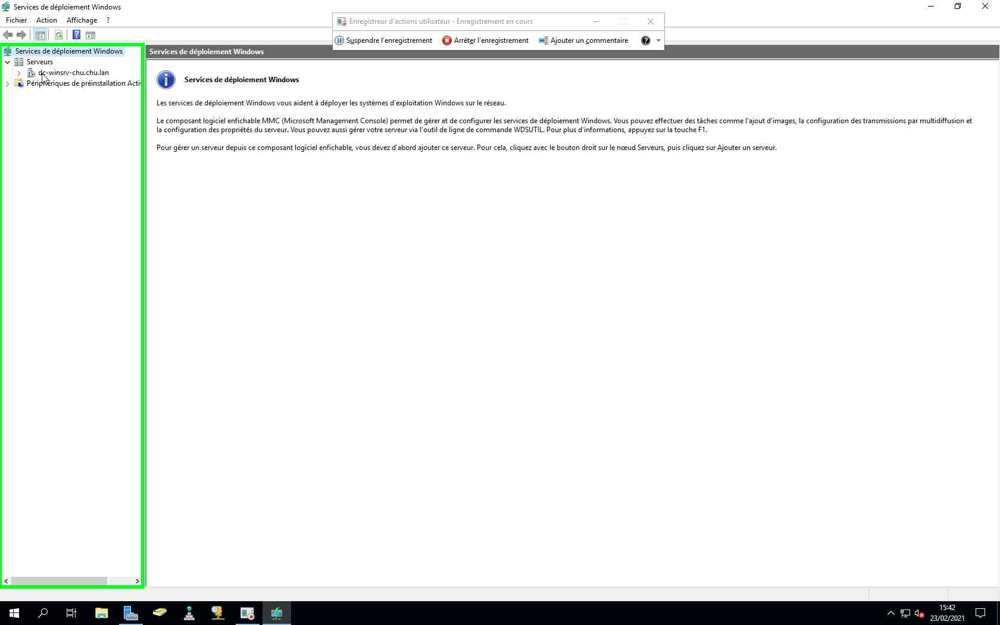 Services de déploiement Windows
Fichier Action Affichage ?
Enregistreur d'actions utilisateur - Enregistrement en cours
Suspendre l'enregistrement Arrêter l'enregistrement Ajouter un commentaire ?
Services de déploiement Windows
Serveurs
dc-winsrv-chu.chu.lan
Périphériques de préinstallation Activ
Services de déploiement Windows
Services de déploiement Windows
Les services de déploiement Windows vous aident à déployer les systèmes d'exploitation Windows sur le réseau.
Le composant logiciel enfichable MMC (Microsoft Management Console) permet de gérer et de configurer les services de déploiement Windows. Vous pouvez effectuer des tâches comme l'ajout d'images, la configuration des transmissions par multidiffusion et
la configuration des propriétés du serveur. Vous pouvez aussi gérer votre serveur via l'outil de ligne de commande WDSUTIL. Pour plus d'informations, appuyez sur la touche F1.
Pour gérer un serveur depuis ce composant logiciel enfichable, vous devez d'abord ajouter ce serveur. Pour cela, cliquez avec le bouton droit sur le nœud Serveurs, puis cliquez sur Ajouter un serveur.
15:42
23/02/2021